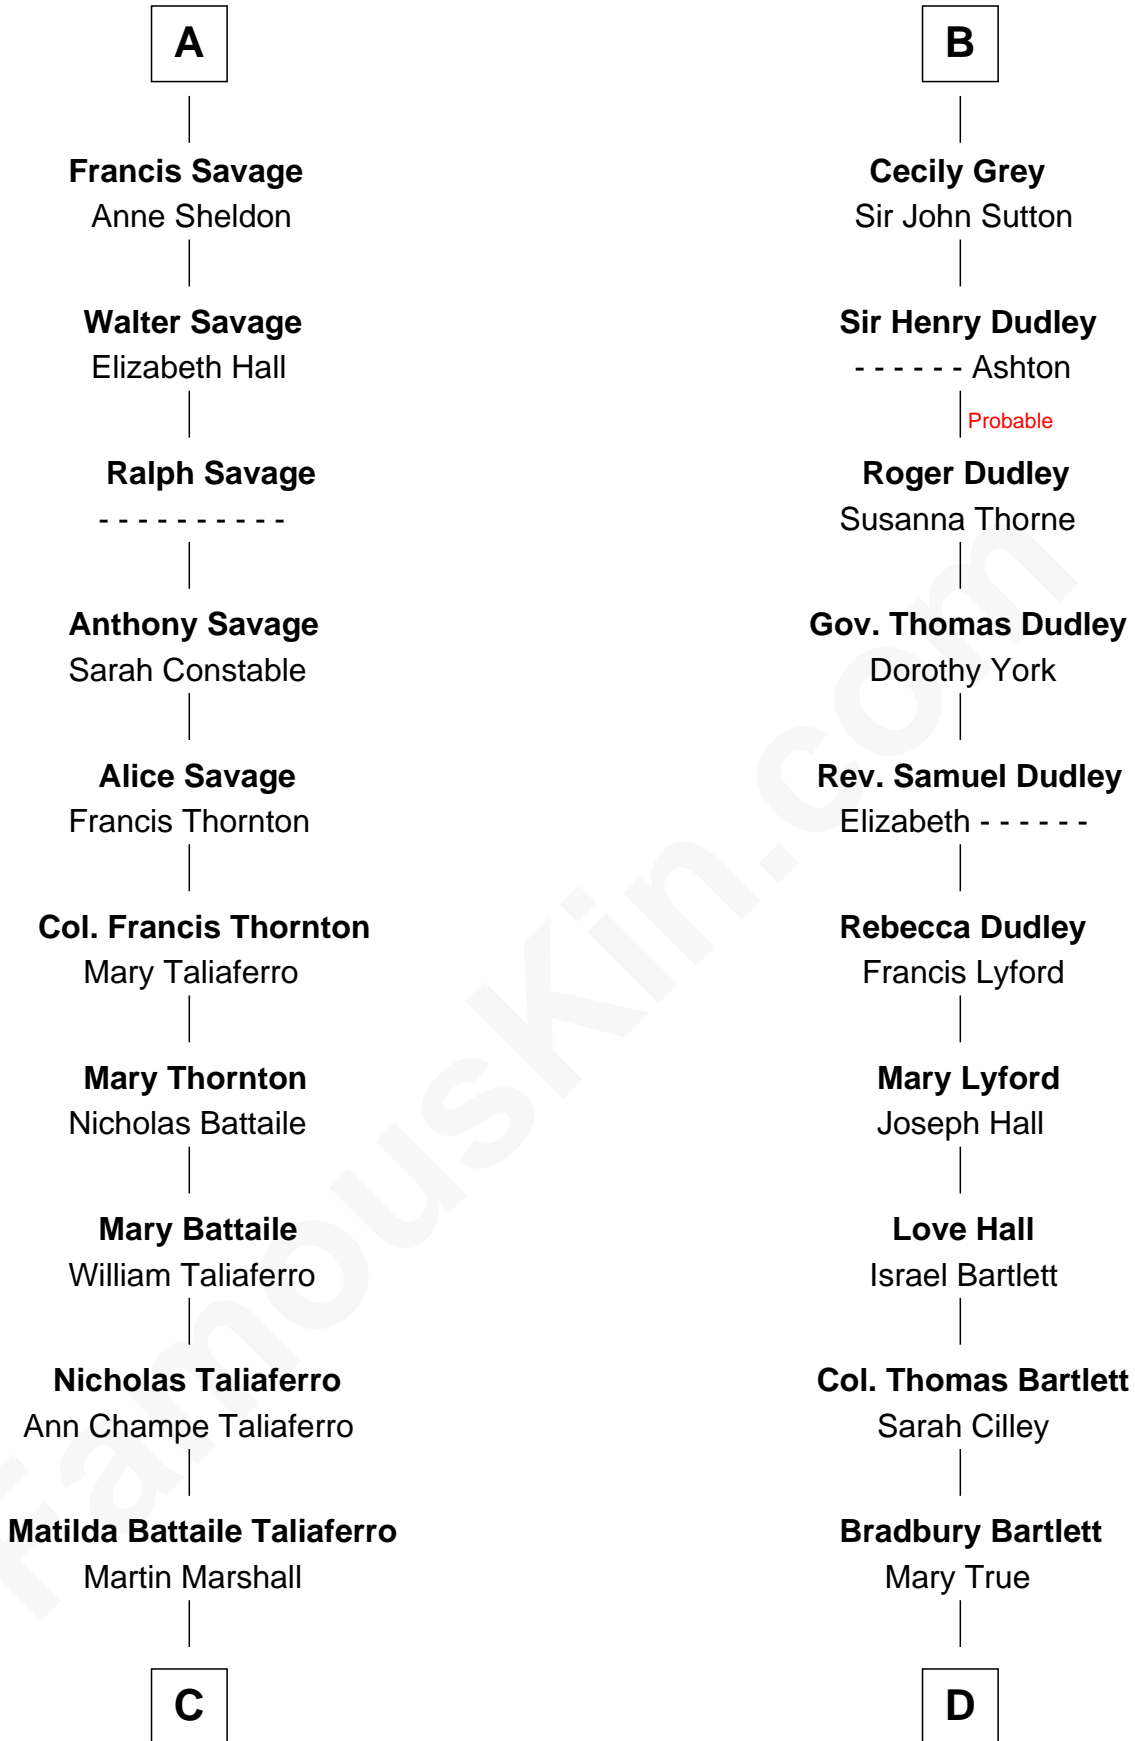 A
Francis Savage
Anne Sheldon
Walter Savage
Elizabeth Hall
Ralph Savage
- - - - - - - - - -
Anthony Savage
Sarah Constable
Alice Savage
Francis Thornton
Col. Francis Thornton
Mary Taliaferro
Mary Thornton
Nicholas Battaile
Mary Battaile
William Taliaferro
Nicholas Taliaferro
Ann Champe Taliaferro
Matilda Battaile Taliaferro
Martin Marshall
C
B
Cecily Grey
Sir John Sutton
Sir Henry Dudley
- - - - - - Ashton
Probable
Roger Dudley
Susanna Thorne
Gov. Thomas Dudley
Dorothy York
Rev. Samuel Dudley
Elizabeth - - - - - -
Rebecca Dudley
Francis Lyford
Mary Lyford
Joseph Hall
Love Hall
Israel Bartlett
Col. Thomas Bartlett
Sarah Cilley
Bradbury Bartlett
Mary True
D
FamousKin.com